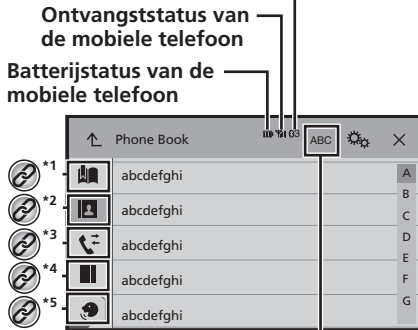 Ontvangststatus van
de mobiele telefoon
Batterijstatus van de
mobiele telefoon
Phone Book 03 ABC
*1 abcdefghi A
B
*2 abcdefghi C
*3 abcdefghi D
E
*4 abcdefghi F
*5 abcdefghi G